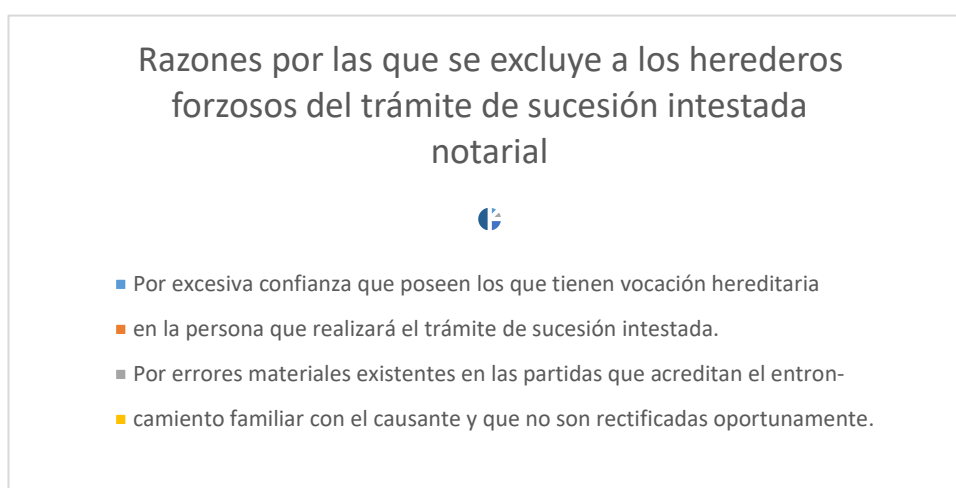 Razones por las que se excluye a los herederos
forzosos del trámite de sucesión intestada
notarial
Por excesiva confianza que poseen los que tienen vocación hereditaria
en la persona que realizará el trámite de sucesión intestada.
Por errores materiales existentes en las partidas que acreditan el entron-
camiento familiar con el causante y que no son rectificadas oportunamente.